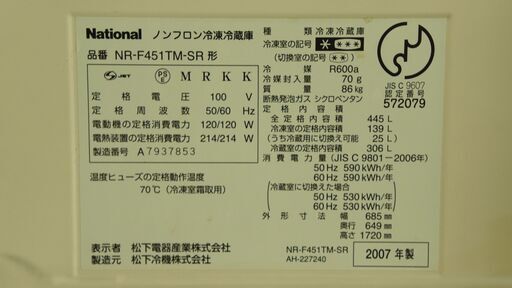 National ノンフロン冷凍冷蔵庫
品番 NR-F451TM-SR 形
JET PS E M R K K
定格電圧 100 V
定格周波数 50/60 Hz
電動機の定格消費電力 120/120 W
電熱装置の定格消費電力 214/214 W
製造番号 A 7937853
温度ヒューズの定格動作温度
70℃ (冷凍室霜取用)
表示者 松下電器産業株式会社
製造元 松下冷機株式会社
種類 冷凍冷蔵庫
冷凍室の記号 * ***
(切換室の記号 **)
冷媒 R600a
冷媒封入量 70 g
質量 86 kg
断熱発泡ガス シクロペンタン
定格内容積
全定格内容積 445 L
冷凍室の定格内容積 139 L
(うち冷蔵に切換え可能 25 L)
冷蔵室の定格内容積 306 L
消費電力量 (JIS C 9801-2006年)
50 Hz 590 kWh/年
60 Hz 590 kWh/年
(冷蔵室に切換えた場合)
50 Hz 530 kWh/年
60 Hz 530 kWh/年
外形寸法 幅 685 mm
奥行 649 mm
高さ 1720 mm
NR-F451TM-SR
AH-227240
2007 年製
JIS C 9607
認定番号
572079